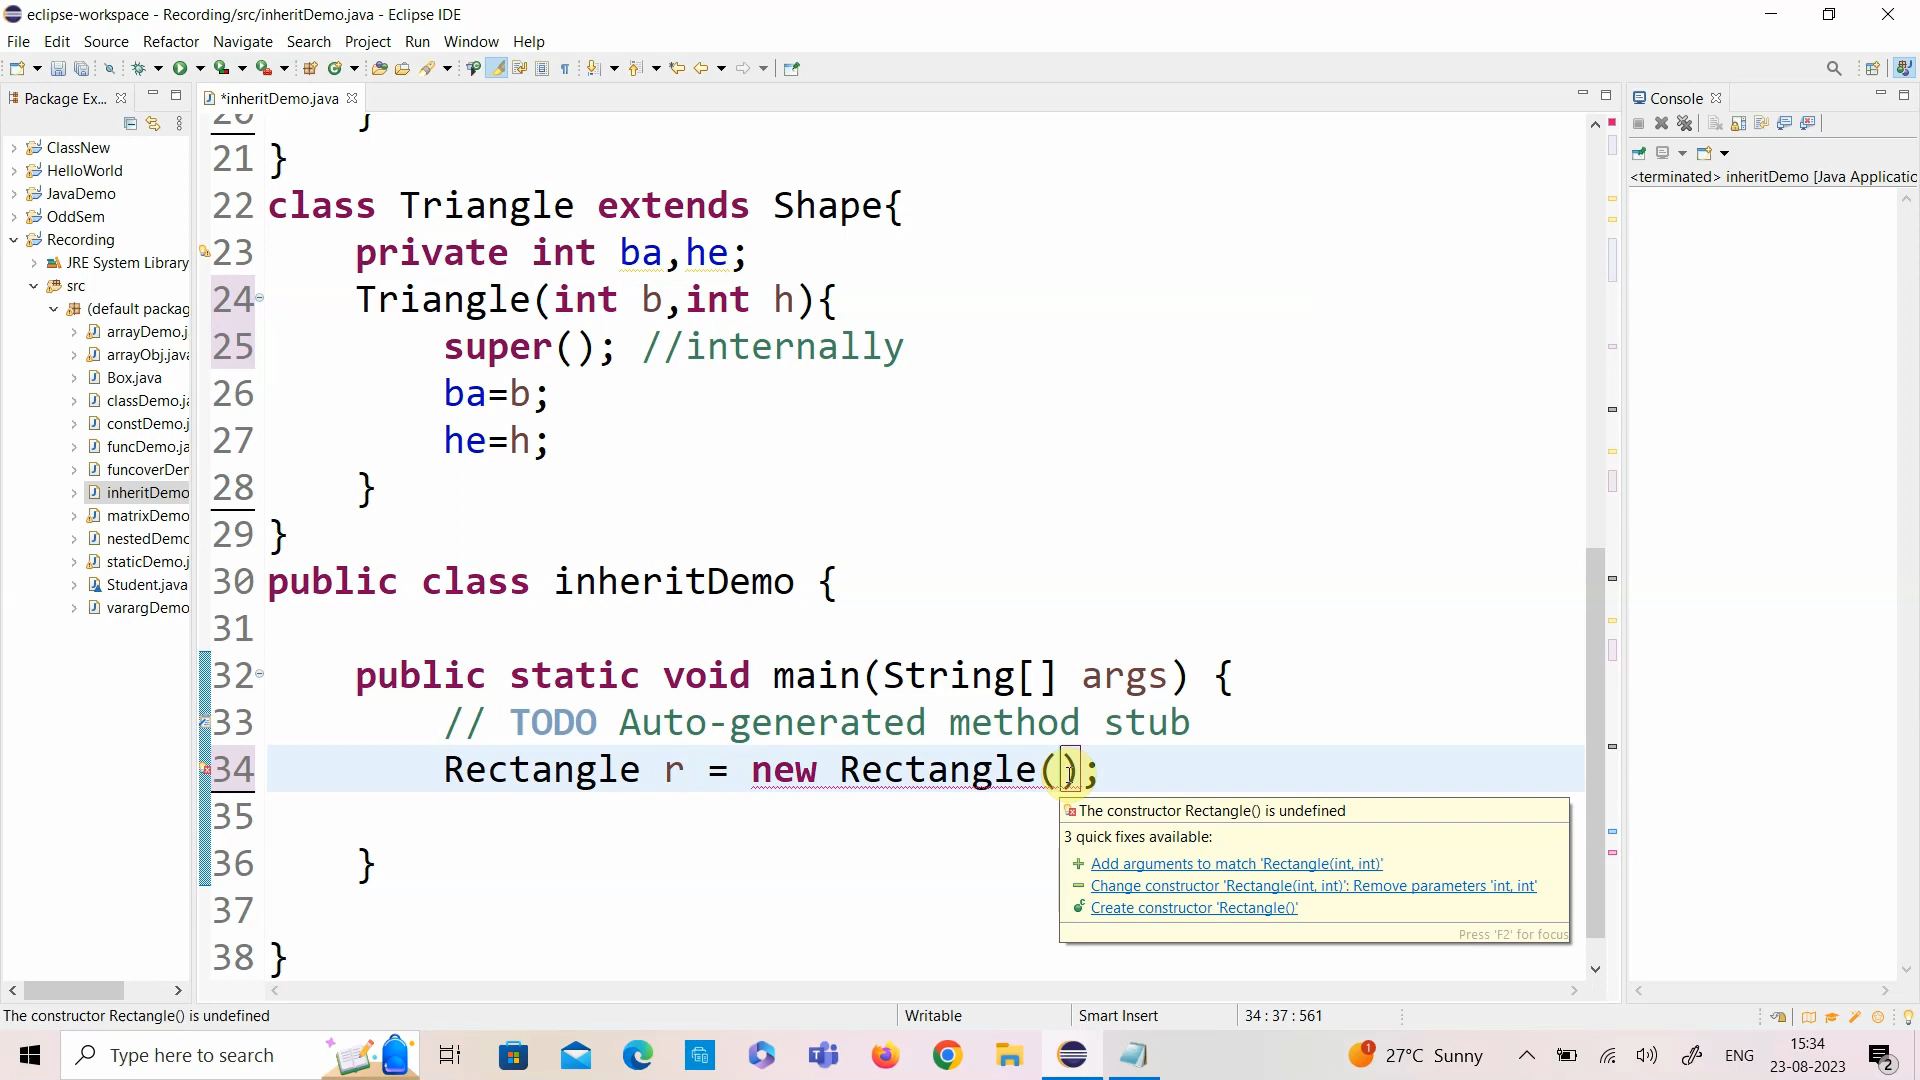 eclipse-workspace - Recording/src/inheritDemo.java - Eclipse IDE
File Edit Source Refactor Navigate Search Project Run Window Help
Package Ex...
*inheritDemo.java
Console
ClassNew
HelloWorld
JavaDemo
OddSem
Recording
JRE System Library
src
(default packag
arrayDemo.j
arrayObj.java
Box.java
classDemo.ja
constDemo.j
funcDemo.ja
funcoverDen
inheritDemo
matrixDemo
nestedDemo
staticDemo.j
Student.java
varargDemo
20 }
21 }
22 class Triangle extends Shape{
23 private int ba,he;
24 Triangle(int b,int h){
25 super(); //internally
26 ba=b;
27 he=h;
28 }
29 }
30 public class inheritDemo {
31
32 public static void main(String[] args) {
33 // TODO Auto-generated method stub
34 Rectangle r = new Rectangle();
35
36 }
37
38 }
The constructor Rectangle() is undefined
3 quick fixes available:
Add arguments to match 'Rectangle(int, int)'
Change constructor 'Rectangle(int, int)': Remove parameters 'int, int'
Create constructor 'Rectangle()'
Press 'F2' for focus
<terminated> inheritDemo [Java Applicatio
The constructor Rectangle() is undefined
Writable
Smart Insert
34 : 37 : 561
Type here to search
1
27°C Sunny
ENG
15:34
23-08-2023
2